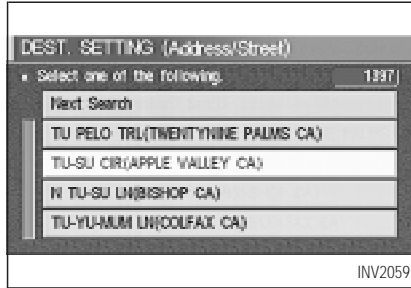 DEST. SETTING (Address/Street)
Select one of the following. 1397
Next Search
TU PELO TRL(TWENTYNINE PALMS CA)
TU-SU CIR(APPLE VALLEY CA)
N TU-SU LN(BISHOP CA)
TU-YU-MUM LN(COLFAX CA)
INV2059